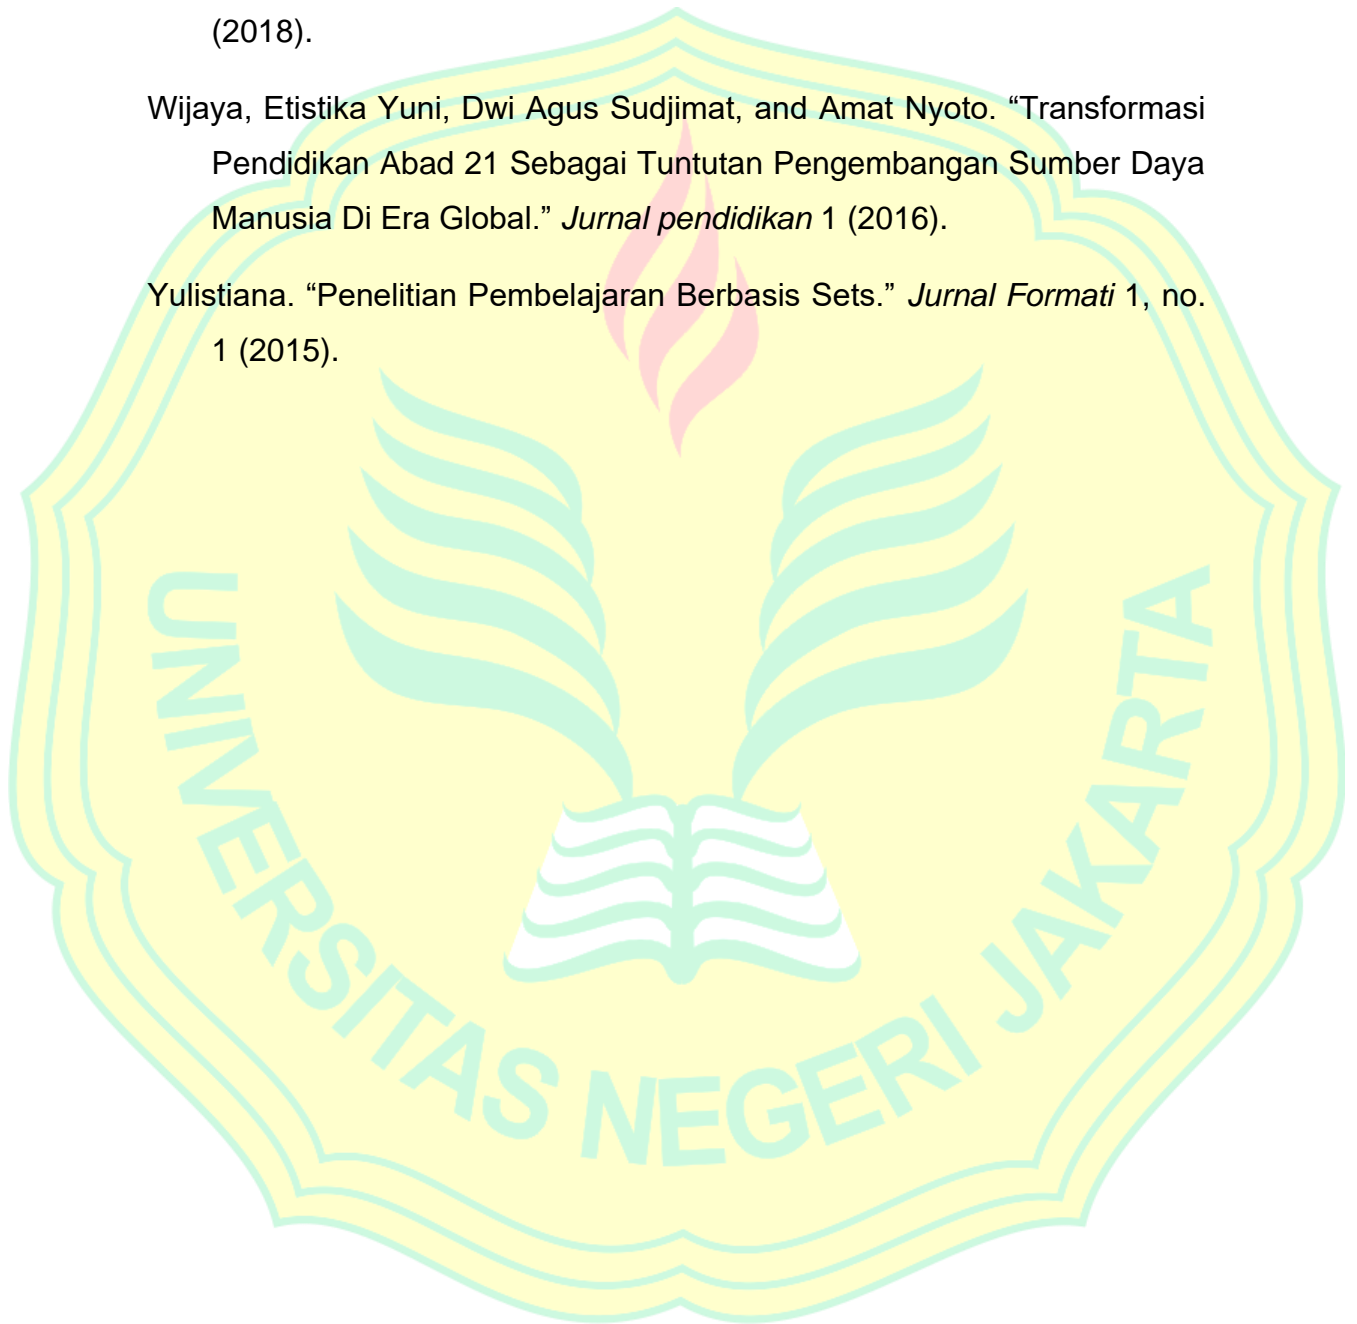 (2018).
Wijaya, Etistika Yuni, Dwi Agus Sudjimat, and Amat Nyoto. “Transformasi
Pendidikan Abad 21 Sebagai Tuntutan Pengembangan Sumber Daya
Manusia Di Era Global.” Jurnal pendidikan 1 (2016).
Yulistiana. “Penelitian Pembelajaran Berbasis Sets.” Jurnal Formati 1, no.
1 (2015).
UNIVERSITAS NEGERI JAKARTA